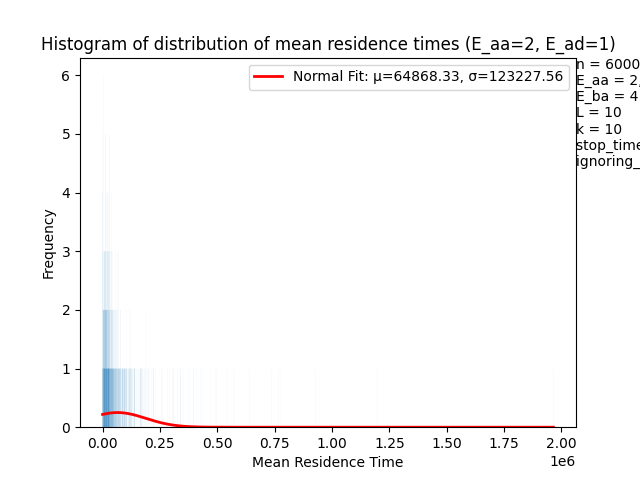 Histogram of distribution of mean residence times (E_aa=2, E_ad=1)
Normal Fit: μ=64868.33, σ=123227.56
n = 6000
E_aa = 2,
E_ba = 4
L = 10
k = 10
stop_time
ignoring_
Frequency
6
5
4
3
2
1
0
0.00 0.25 0.50 0.75 1.00 1.25 1.50 1.75 2.00
1e6
Mean Residence Time